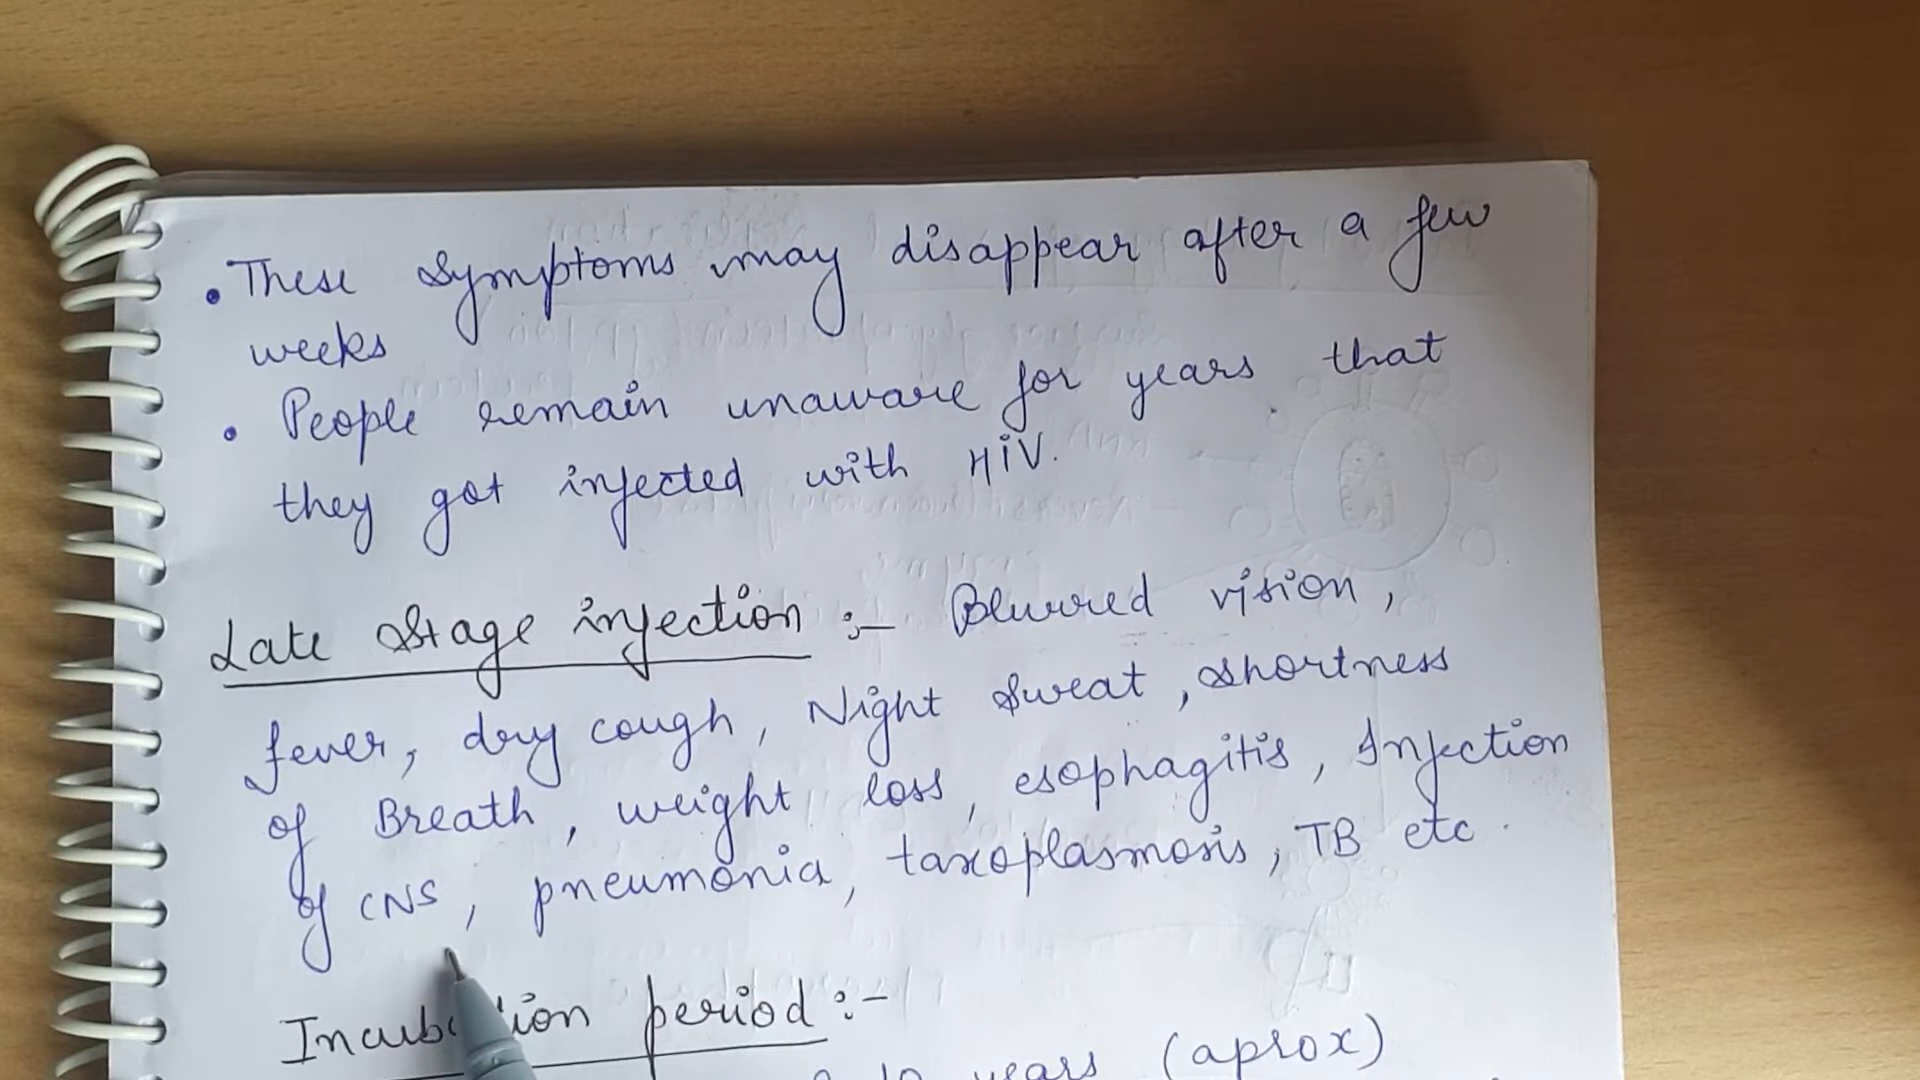 • These symptoms may disappear after a few
weeks
• People remain unaware for years that
they got infected with HIV.
Late Stage infection :- Blurred vision,
fever, dry cough, Night Sweat, shortness
of Breath, weight loss, esophagitis, Infection
of CNS, pneumonia, taxoplasmosis, TB etc.
period :-
10 years (aprox)